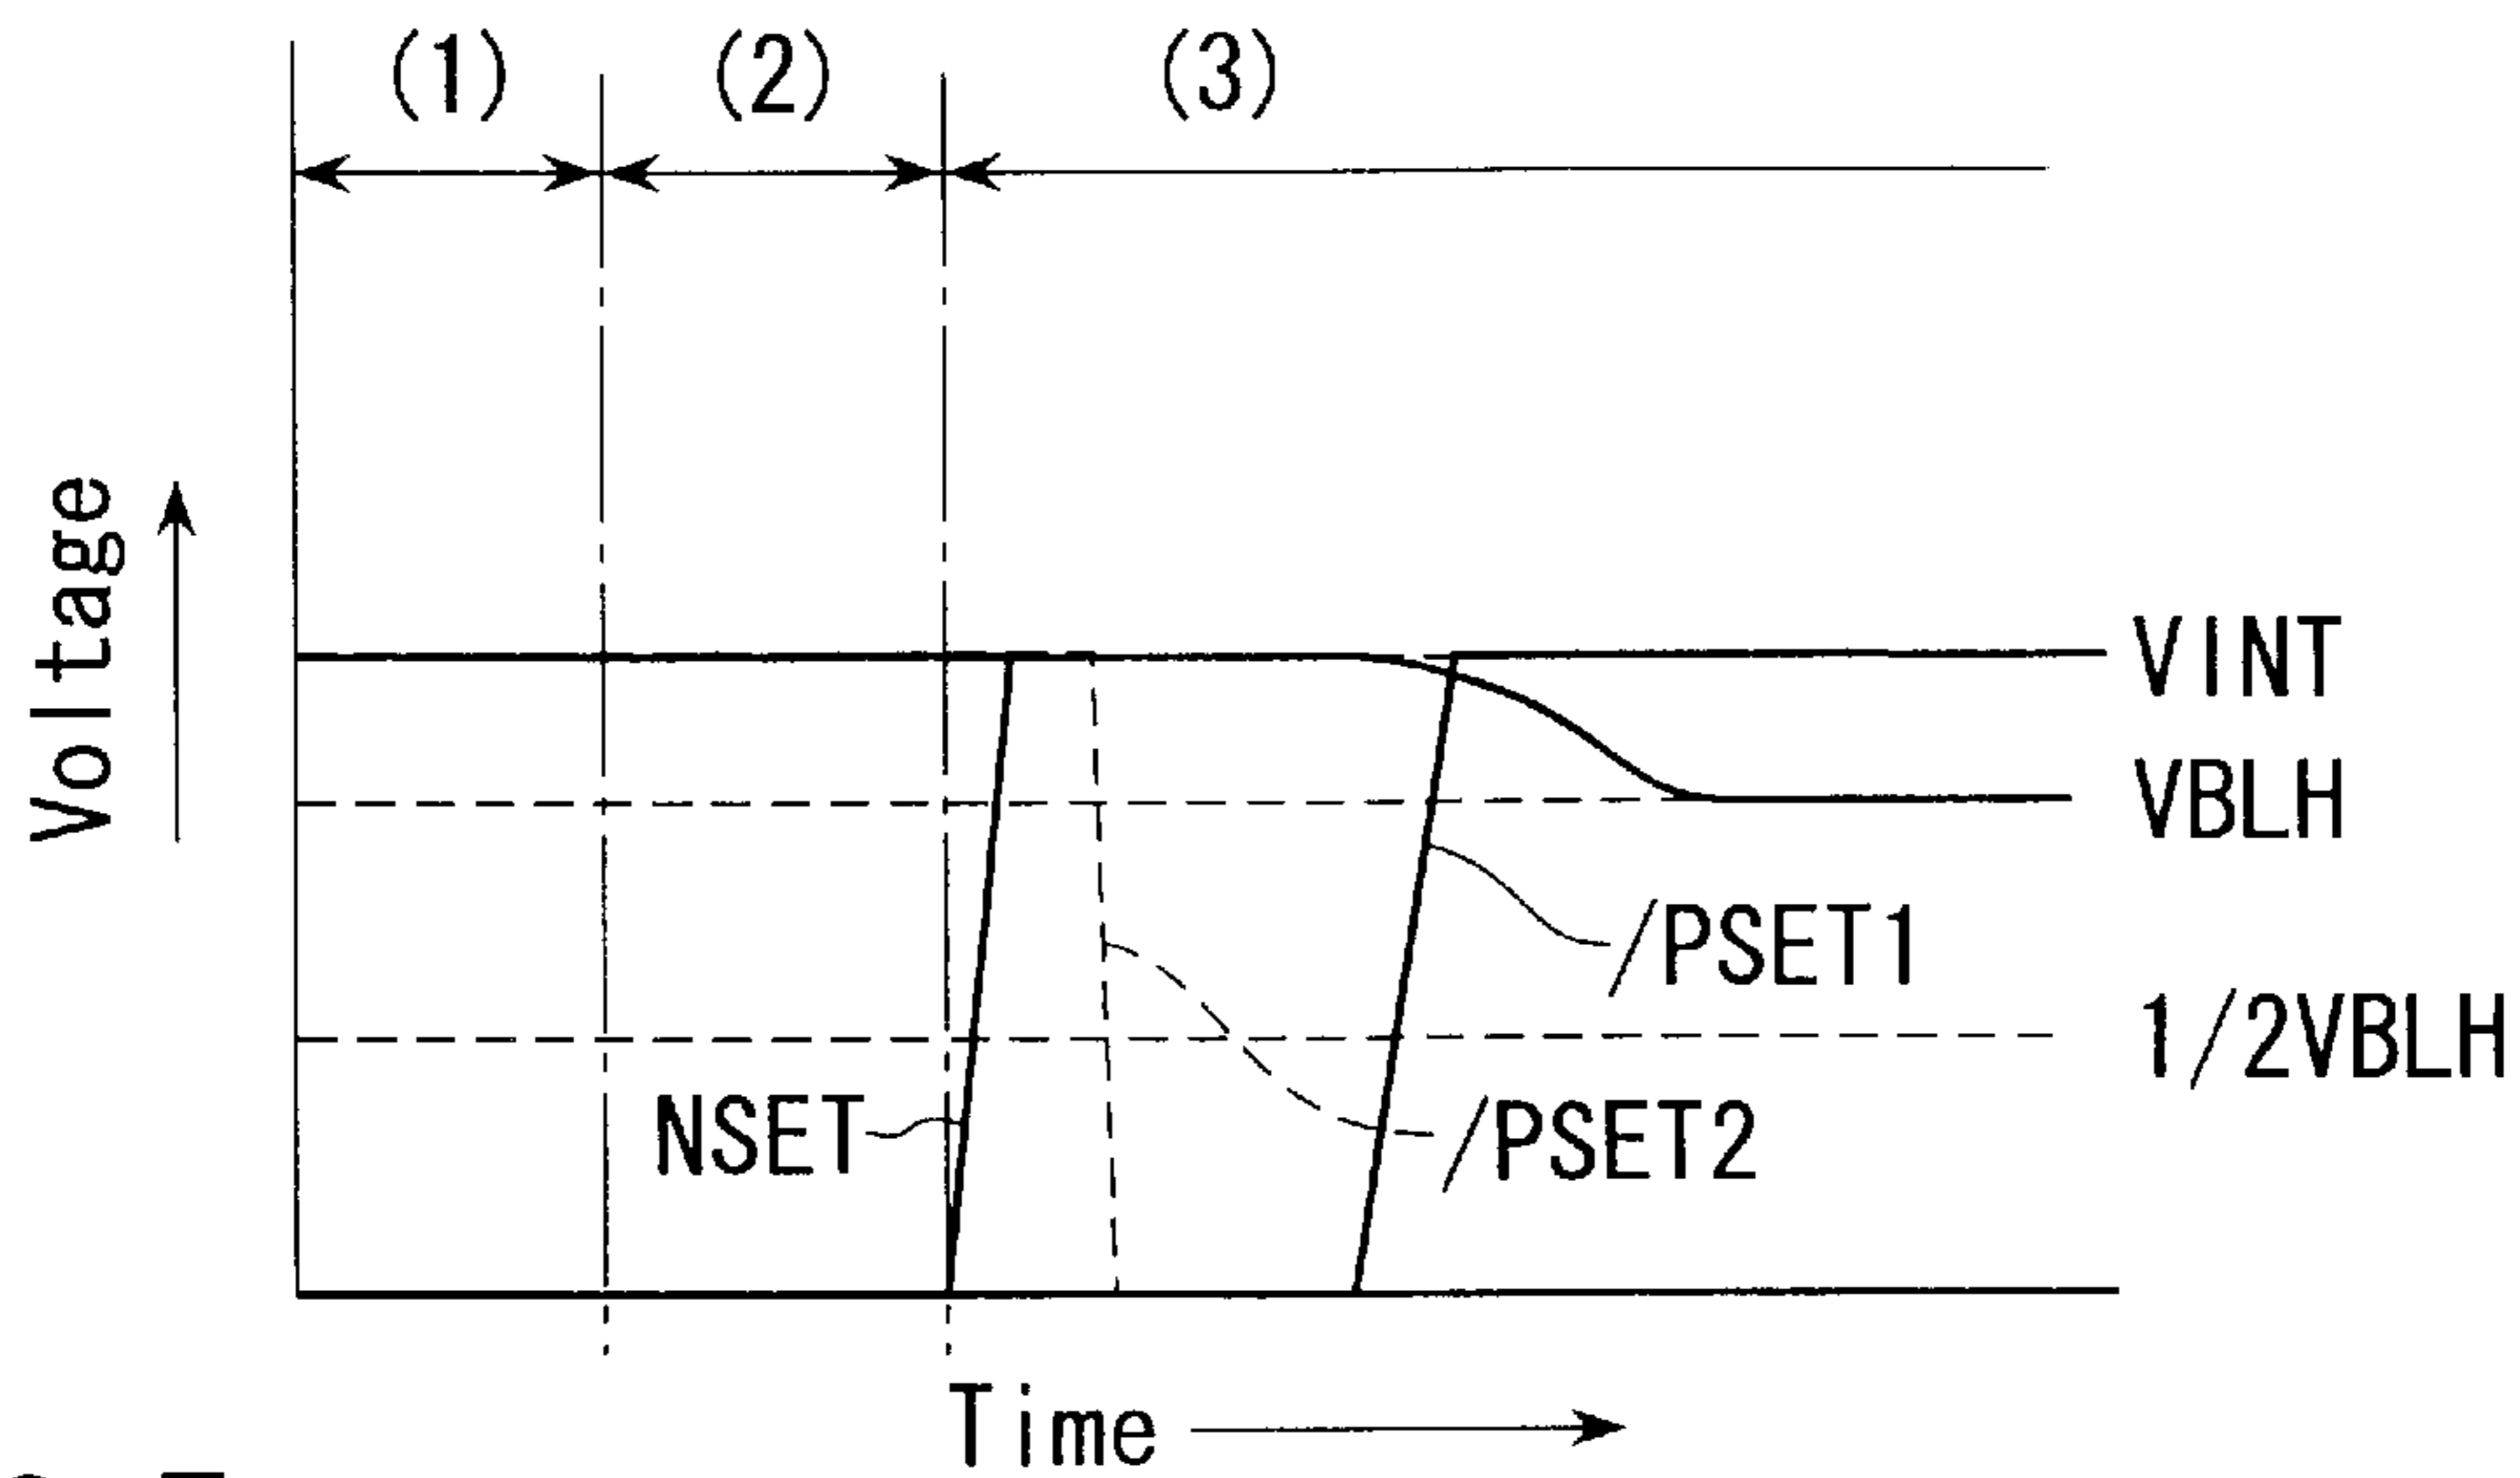 (1) (2) (3)
Voltage
VINT
VBLH
/PSET1
1/2VBLH
NSET
/PSET2
Time